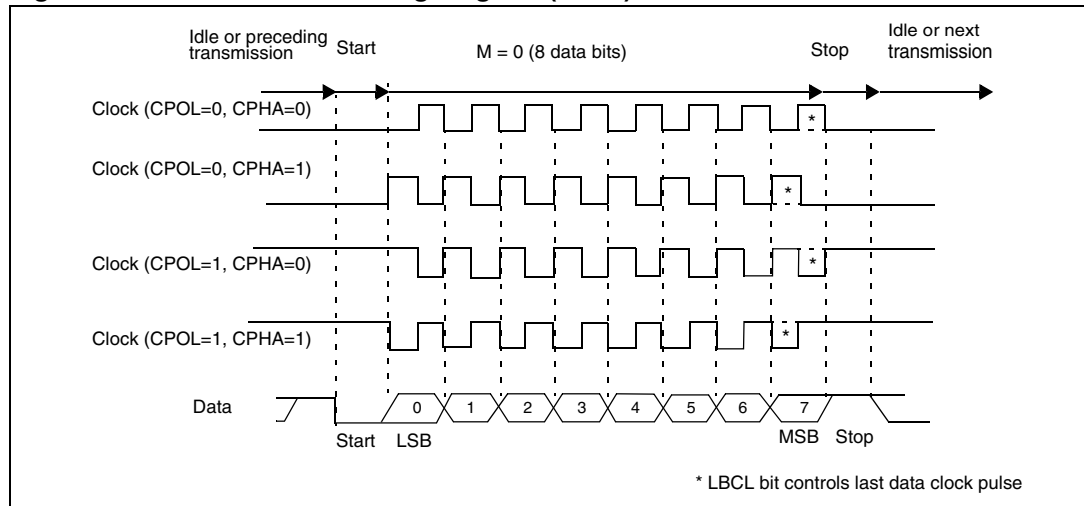 Idle or preceding transmission
Start
M = 0 (8 data bits)
Stop
Idle or next transmission
Clock (CPOL=0, CPHA=0)
*
Clock (CPOL=0, CPHA=1)
*
Clock (CPOL=1, CPHA=0)
*
Clock (CPOL=1, CPHA=1)
*
Data
0 1 2 3 4 5 6 7
Start LSB MSB Stop
* LBCL bit controls last data clock pulse